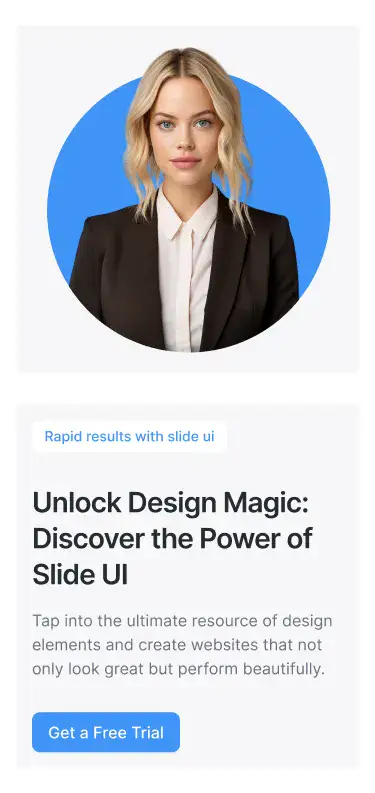 Rapid results with slide ui
Unlock Design Magic:
Discover the Power of
Slide UI
Tap into the ultimate resource of design
elements and create websites that not
only look great but perform beautifully.
Get a Free Trial